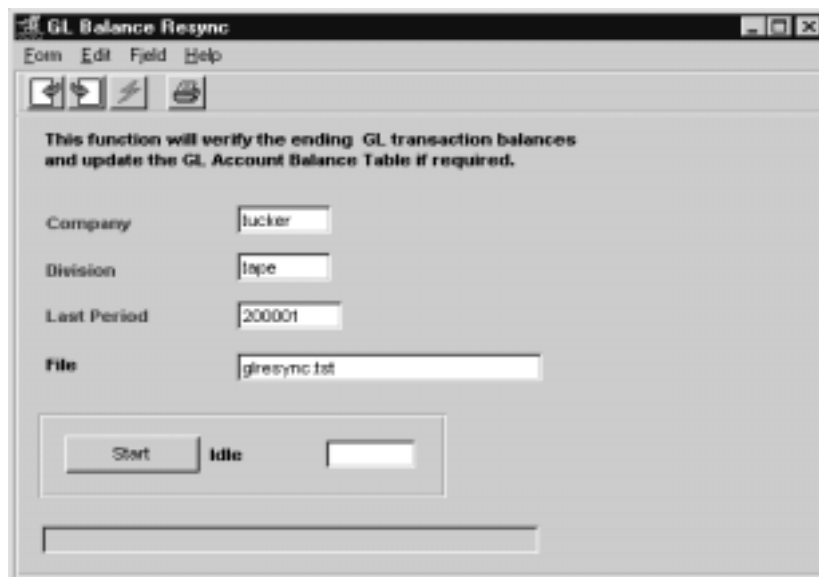 GL Balance Resync
Form Edit Field Help
This function will verify the ending GL transaction balances
and update the GL Account Balance Table if required.
Company tucker
Division tape
Last Period 200001
File glresync.tst
Start Idle